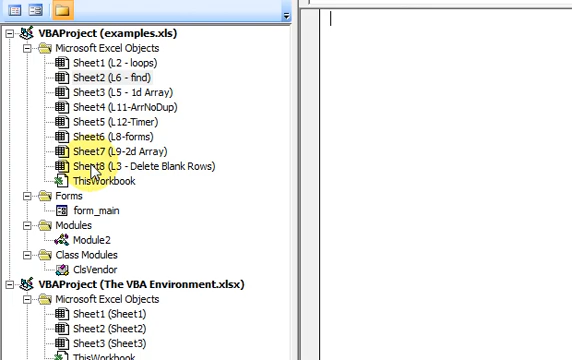 VBAProject (examples.xls)
Microsoft Excel Objects
Sheet1 (L2 - loops)
Sheet2 (L6 - find)
Sheet3 (L5 - 1d Array)
Sheet4 (L11-ArrNoDup)
Sheet5 (L12-Timer)
Sheet6 (L8-forms)
Sheet7 (L9-2d Array)
Sheet8 (L3 - Delete Blank Rows)
ThisWorkbook
Forms
form_main
Modules
Module2
Class Modules
ClsVendor
VBAProject (The VBA Environment.xlsx)
Microsoft Excel Objects
Sheet1 (Sheet1)
Sheet2 (Sheet2)
Sheet3 (Sheet3)
ThisWorkbook